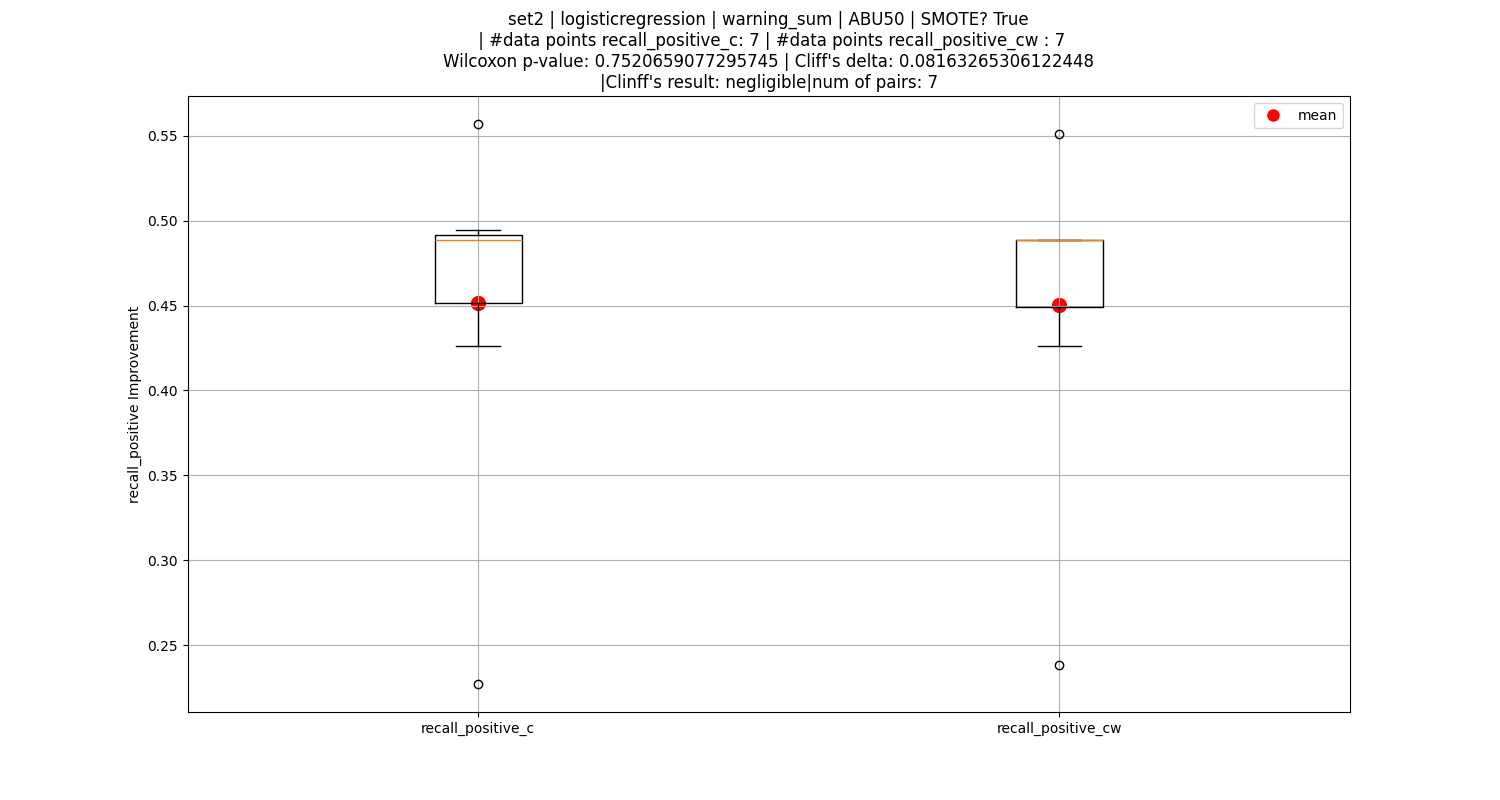 set2 | logisticregression | warning_sum | ABU50 | SMOTE? True
| #data points recall_positive_c: 7 | #data points recall_positive_cw : 7
Wilcoxon p-value: 0.7520659077295745 | Cliff's delta: 0.08163265306122448
|Clinff's result: negligible|num of pairs: 7
mean
recall_positive Improvement
0.55
0.50
0.45
0.40
0.35
0.30
0.25
recall_positive_c
recall_positive_cw